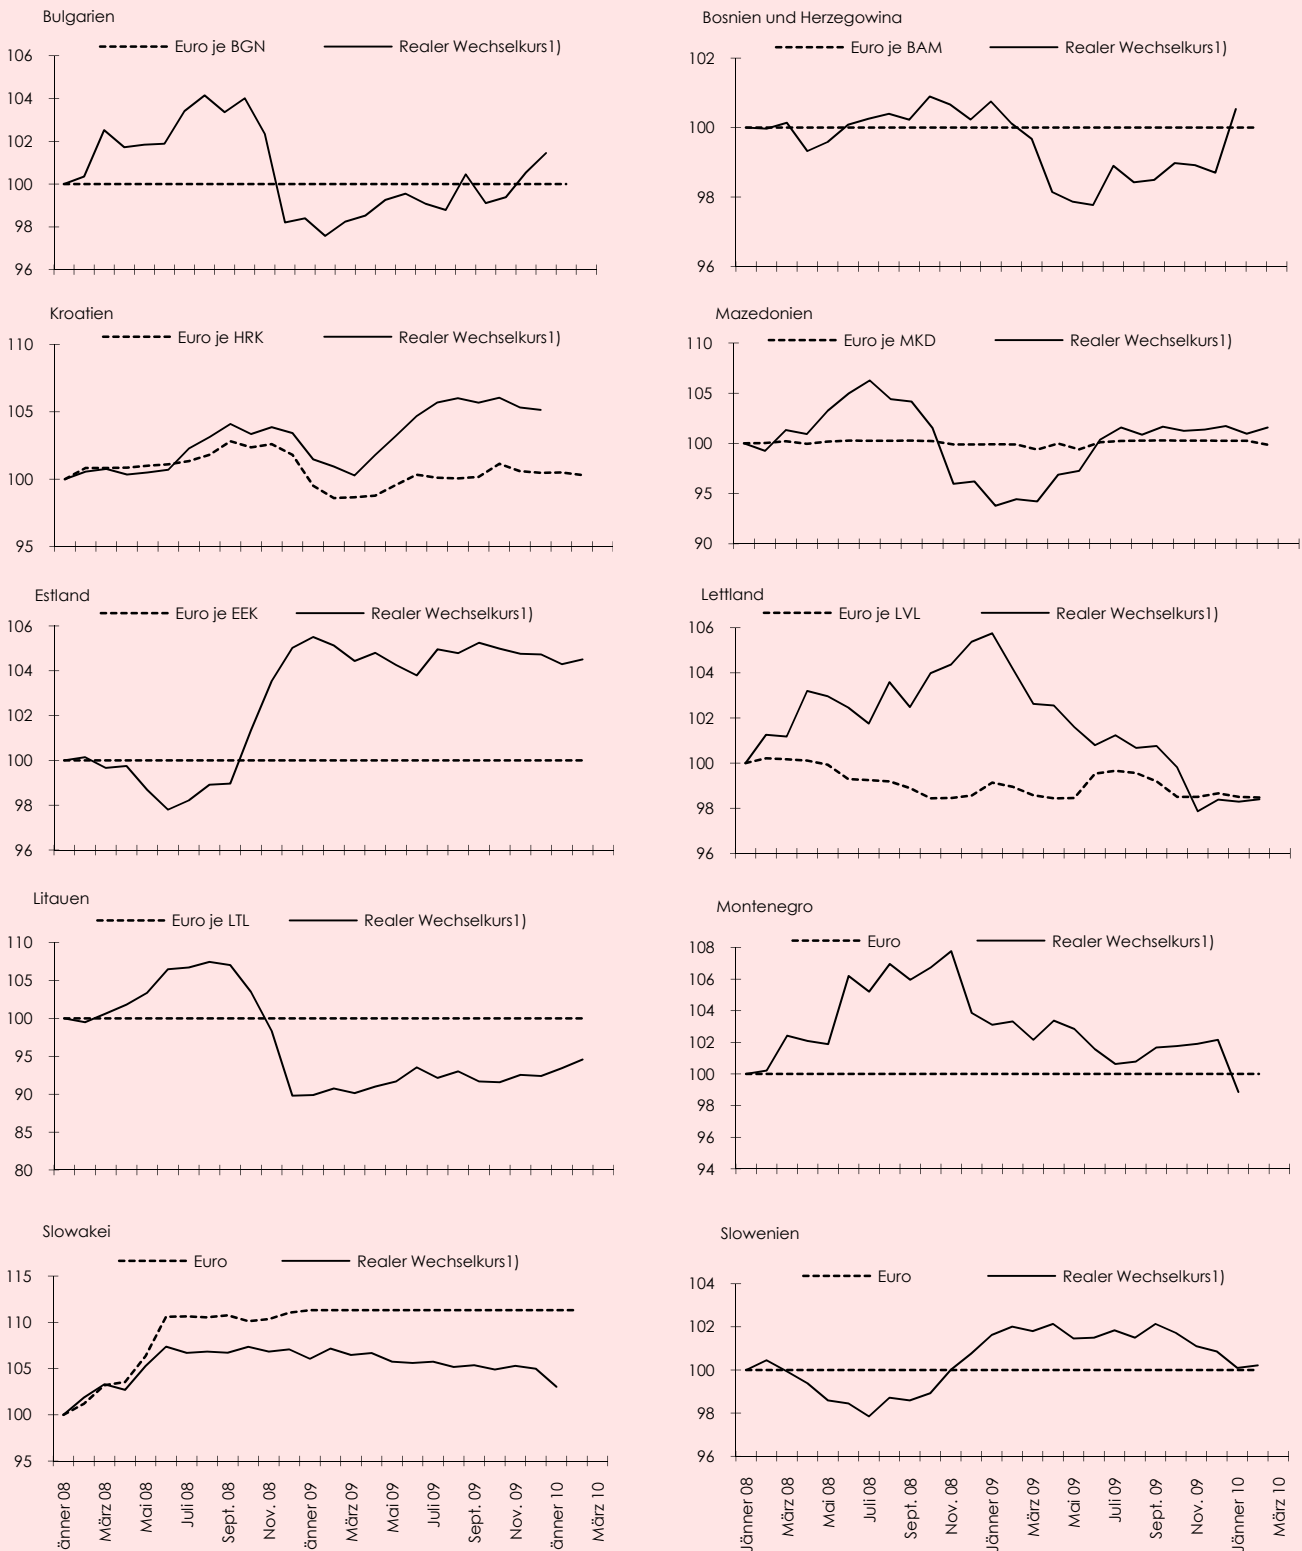 Bulgarien
Euro je BGN Realer Wechselkurs1)
106
104
102
100
98
96
Bosnien und Herzegowina
Euro je BAM Realer Wechselkurs1)
102
100
98
96
Kroatien
Euro je HRK Realer Wechselkurs1)
110
105
100
95
Mazedonien
Euro je MKD Realer Wechselkurs1)
110
105
100
95
90
Estland
Euro je EEK Realer Wechselkurs1)
106
104
102
100
98
96
Lettland
Euro je LVL Realer Wechselkurs1)
106
104
102
100
98
96
Litauen
Euro je LTL Realer Wechselkurs1)
110
105
100
95
90
85
80
Montenegro
Euro Realer Wechselkurs1)
108
106
104
102
100
98
96
94
Slowakei
Euro Realer Wechselkurs1)
115
110
105
100
95
änner 08
März 08
Mai 08
Juli 08
Sept. 08
Nov. 08
änner 09
März 09
Mai 09
Juli 09
Sept. 09
Nov. 09
änner 10
März 10
Slowenien
Euro Realer Wechselkurs1)
104
102
100
98
96
Jänner 08
März 08
Mai 08
Juli 08
Sept. 08
Nov. 08
Jänner 09
März 09
Mai 09
Juli 09
Sept. 09
Nov. 09
Jänner 10
März 10